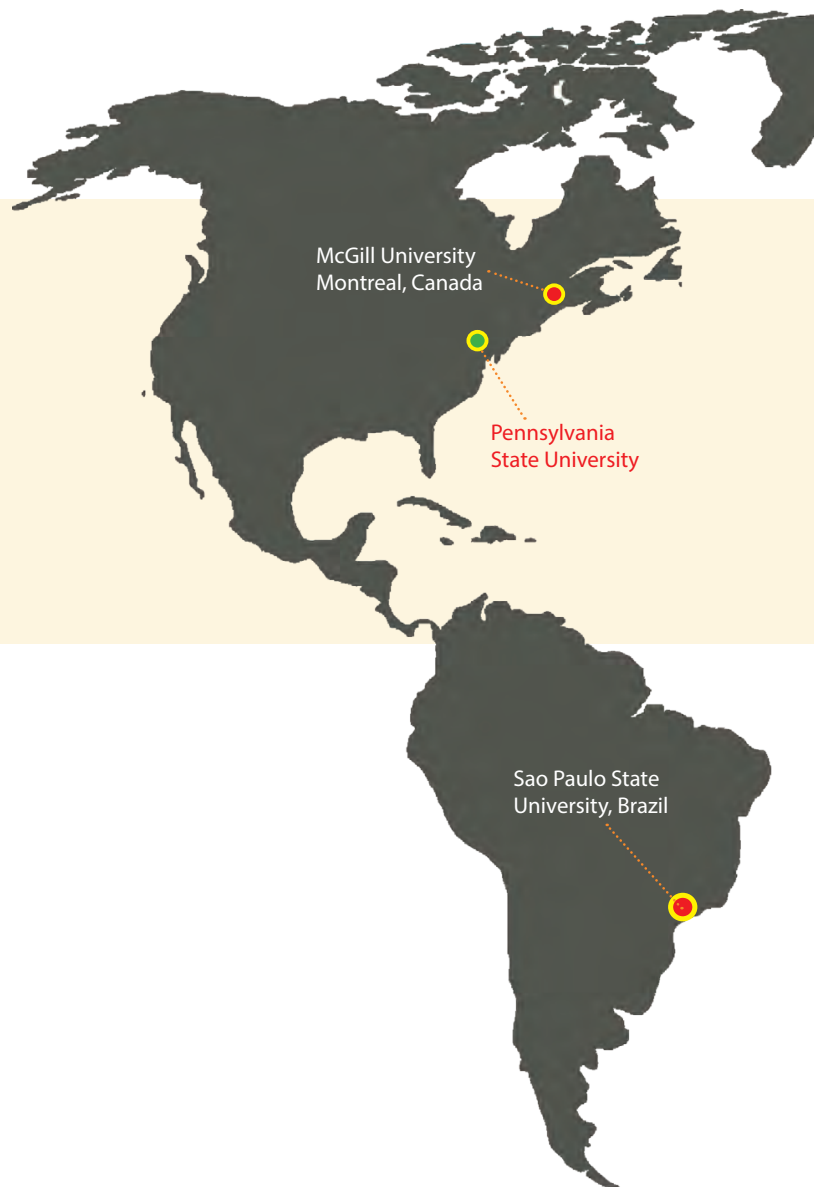 McGill University
Montreal, Canada
Pennsylvania
State University
Sao Paulo State
University, Brazil